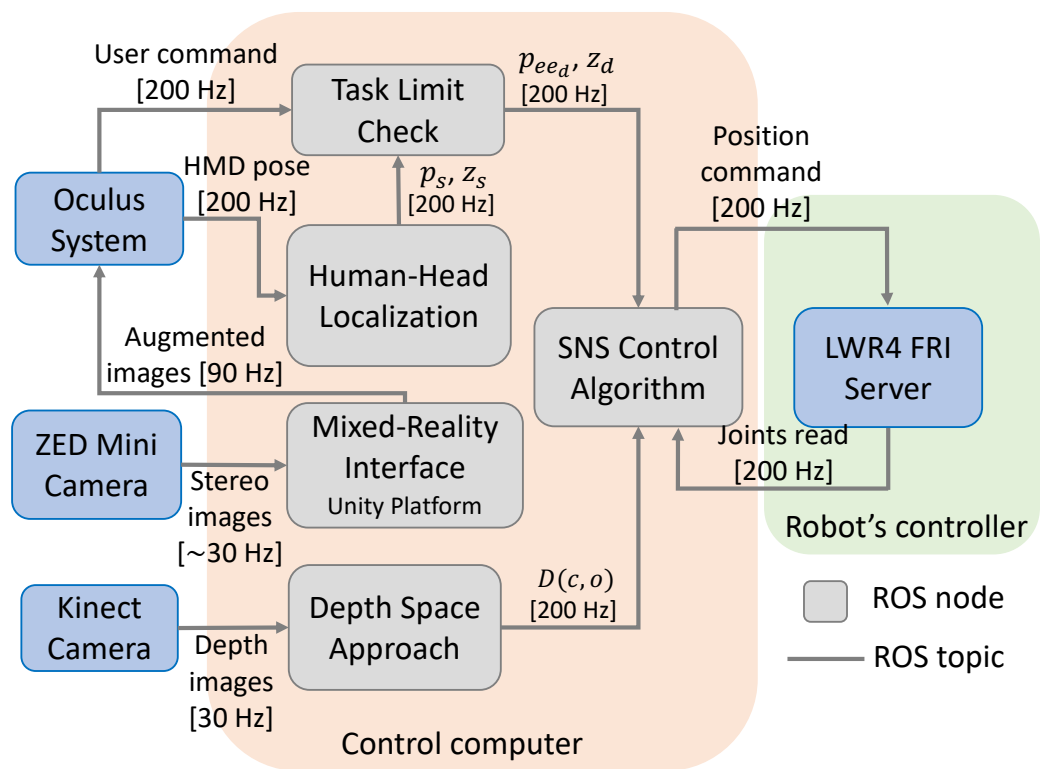 User command
[200 Hz]
Task Limit
Check
$p_{ee_d}, z_d$
[200 Hz]
Position
command
[200 Hz]
HMD pose
[200 Hz]
$p_s, z_s$
[200 Hz]
Oculus
System
Human-Head
Localization
Augmented
images [90 Hz]
SNS Control
Algorithm
LWR4 FRI
Server
ZED Mini
Camera
Stereo
images
[~30 Hz]
Mixed-Reality
Interface
Unity Platform
Joints read
[200 Hz]
Robot's controller
Kinect
Camera
Depth
images
[30 Hz]
Depth Space
Approach
$D(c, o)$
[200 Hz]
ROS node
ROS topic
Control computer